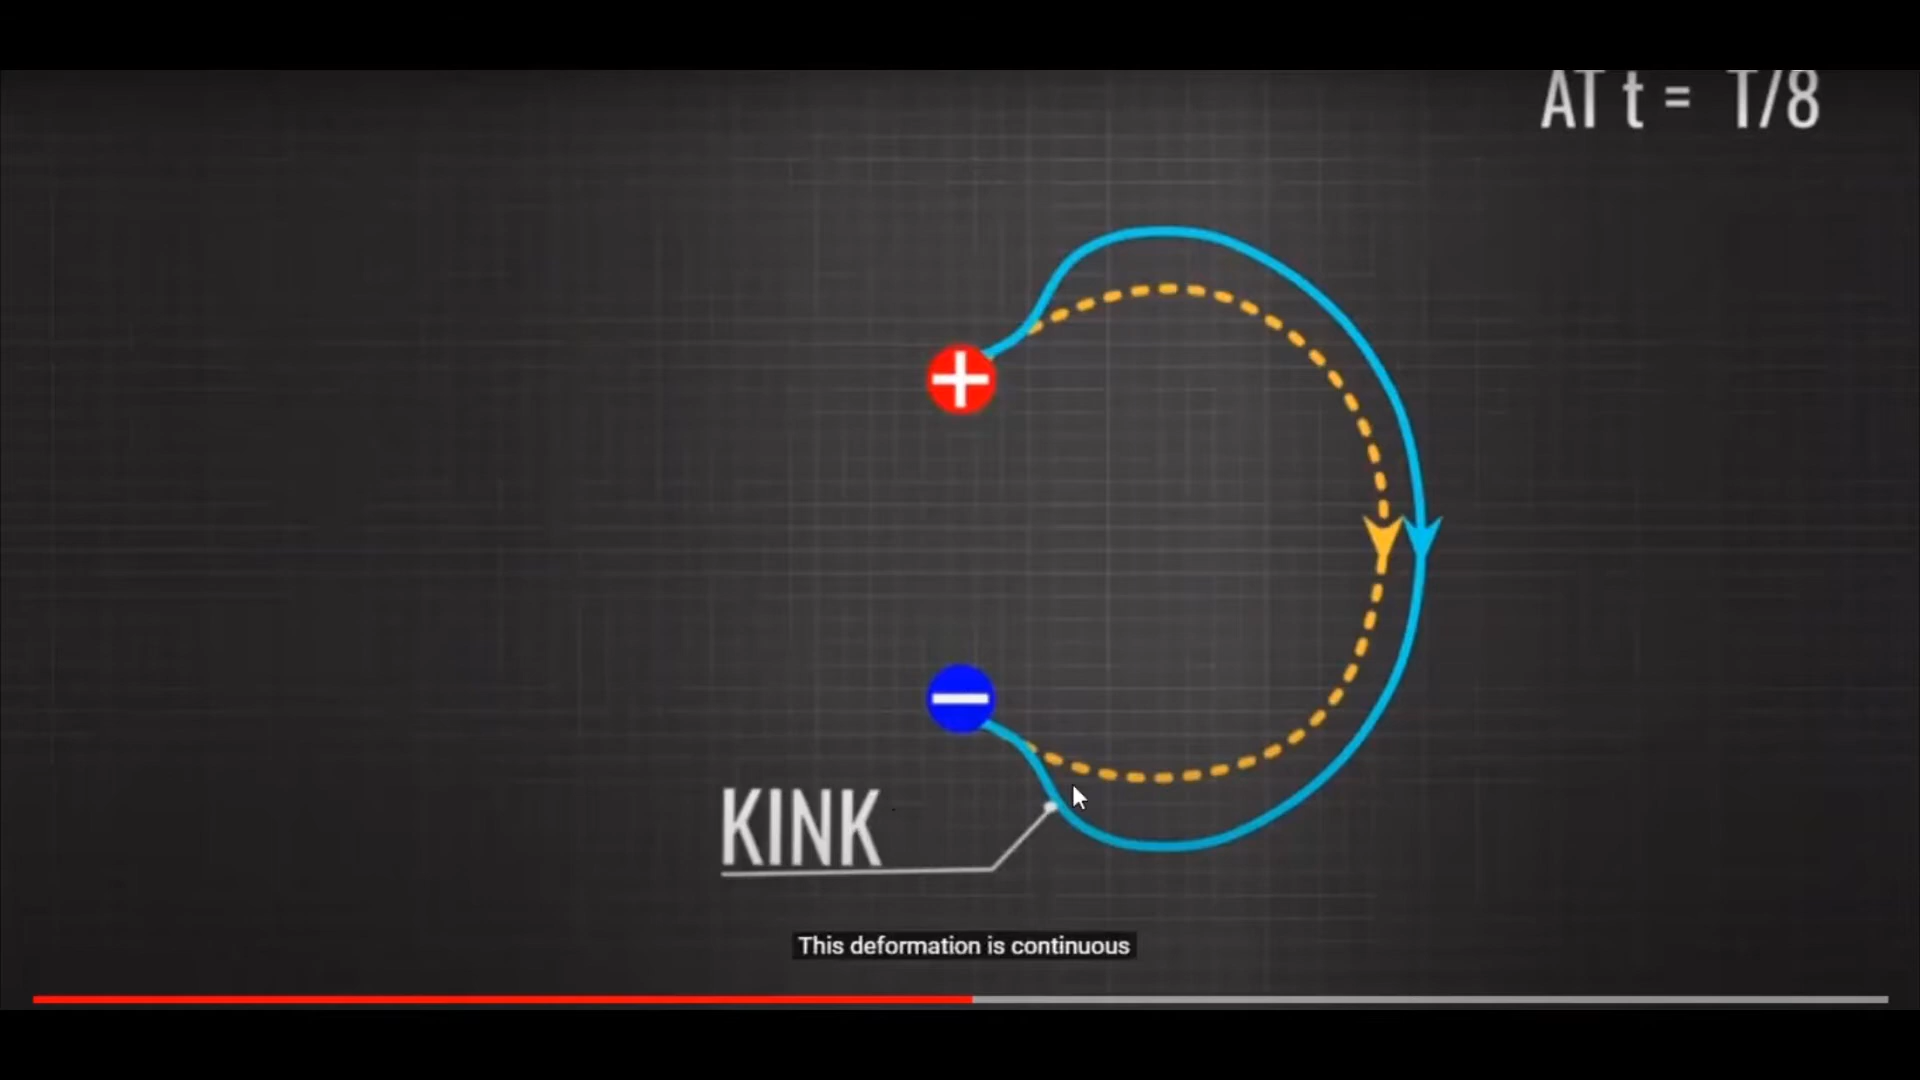 AT t = T/8
KINK
This deformation is continuous